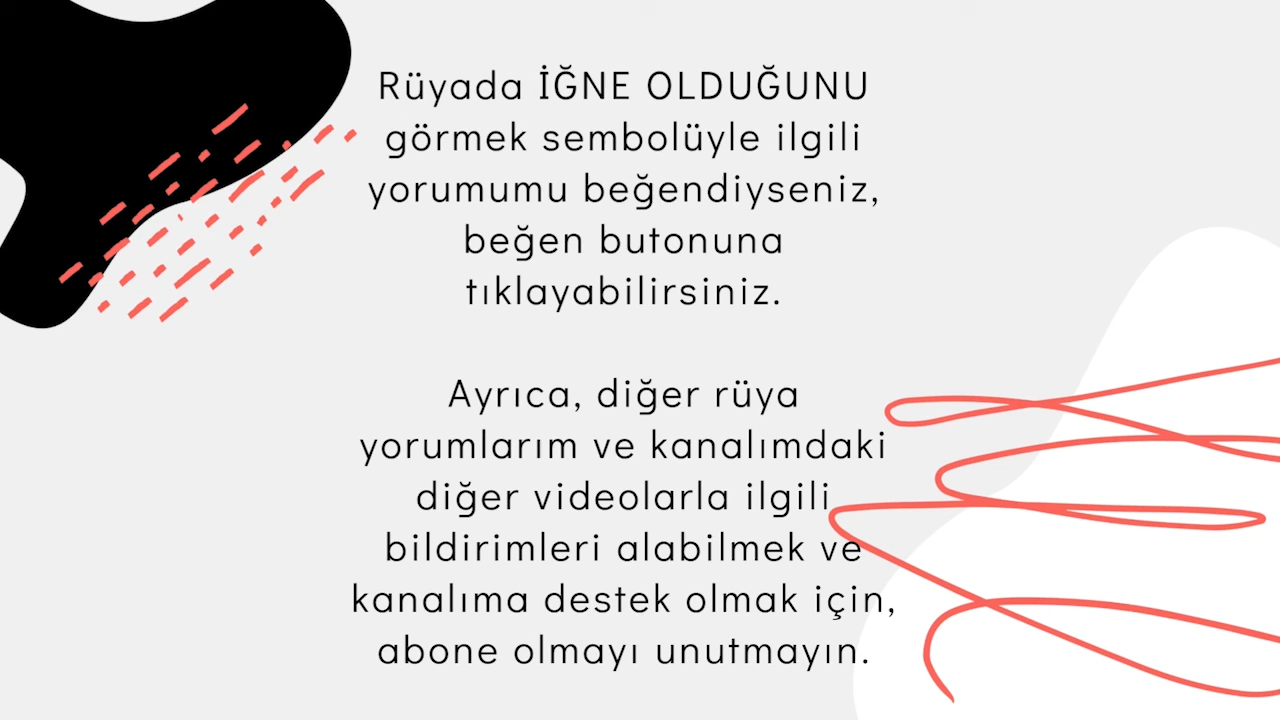 Rüyada İĞNE OLDUĞUNU
görmek sembolüyle ilgili
yorumumu beğendiyseniz,
beğen butonuna
tıklayabilirsiniz.
Ayrıca, diğer rüya
yorumlarım ve kanalımdaki
diğer videolarla ilgili
bildirimleri alabilmek ve
kanalıma destek olmak için,
abone olmayı unutmayın.